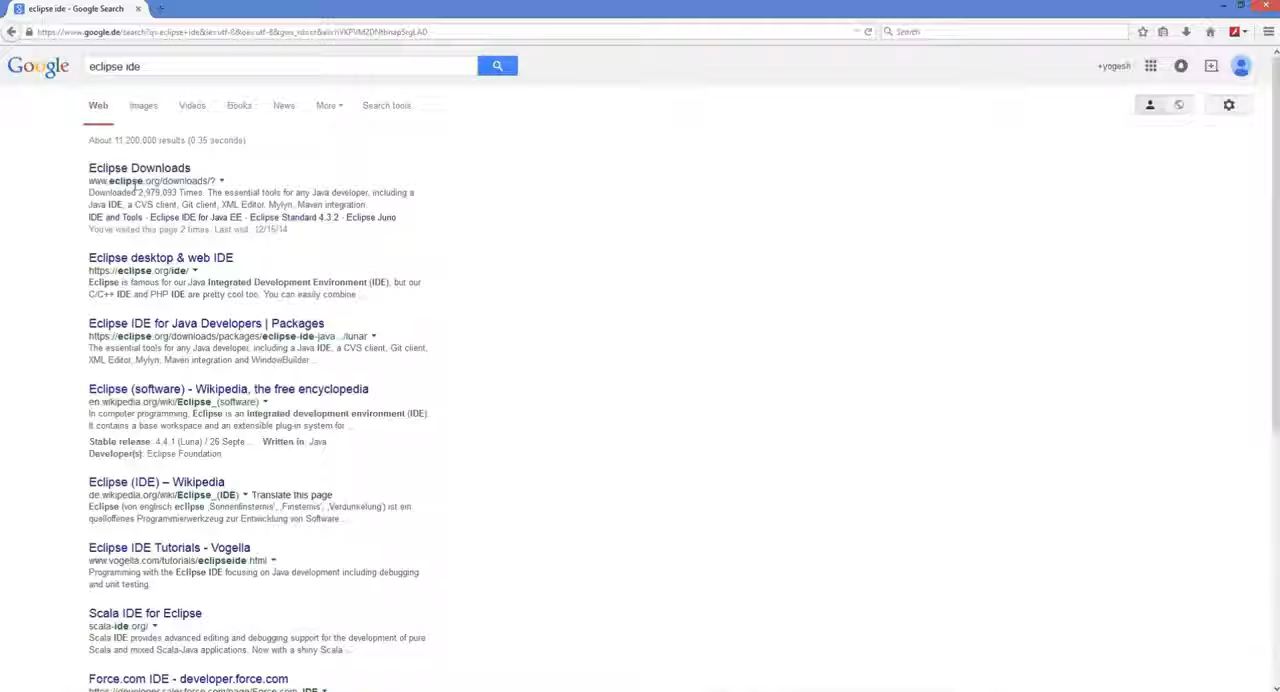 eclipse ide - Google Search
Search
Google
eclipse ide
+yogesh
Web Images Videos Books News More Search tools
About 11,200,000 results (0.35 seconds)
Eclipse Downloads
www.eclipse.org/downloads/?
Downloaded 2,979,093 Times. The essential tools for any Java developer, including a
Java IDE, a CVS client, Git client, XML Editor, Mylyn, Maven integration.
IDE and Tools - Eclipse IDE for Java EE - Eclipse Standard 4.3.2 - Eclipse Juno
You've visited this page 2 times. Last visit: 12/15/14
Eclipse desktop & web IDE
https://eclipse.org/ide/
Eclipse is famous for our Java Integrated Development Environment (IDE), but our
C/C++ IDE and PHP IDE are pretty cool too. You can easily combine ...
Eclipse IDE for Java Developers | Packages
https://eclipse.org/downloads/packages/eclipse-ide-java.../lunar
The essential tools for any Java developer, including a Java IDE, a CVS client, Git client,
XML Editor, Mylyn, Maven integration and WindowBuilder...
Eclipse (software) - Wikipedia, the free encyclopedia
en.wikipedia.org/wiki/Eclipse_(software)
In computer programming, Eclipse is an integrated development environment (IDE).
It contains a base workspace and an extensible plug-in system for ...
Stable release: 4.4.1 (Luna) / 26 Septe... Written in: Java
Developer(s): Eclipse Foundation
Eclipse (IDE) – Wikipedia
de.wikipedia.org/wiki/Eclipse_(IDE) Translate this page
Eclipse (von englisch eclipse ‚Sonnenfinsternis', ‚Finsternis', ‚Verdunkelung') ist ein
quelloffenes Programmierwerkzeug zur Entwicklung von Software ...
Eclipse IDE Tutorials - Vogella
www.vogella.com/tutorials/eclipseide.html
Programming with the Eclipse IDE focusing on Java development including debugging
and unit testing.
Scala IDE for Eclipse
scala-ide.org/
Scala IDE provides advanced editing and debugging support for the development of pure
Scala and mixed Scala-Java applications. Now with a shiny Scala ...
Force.com IDE - developer.force.com